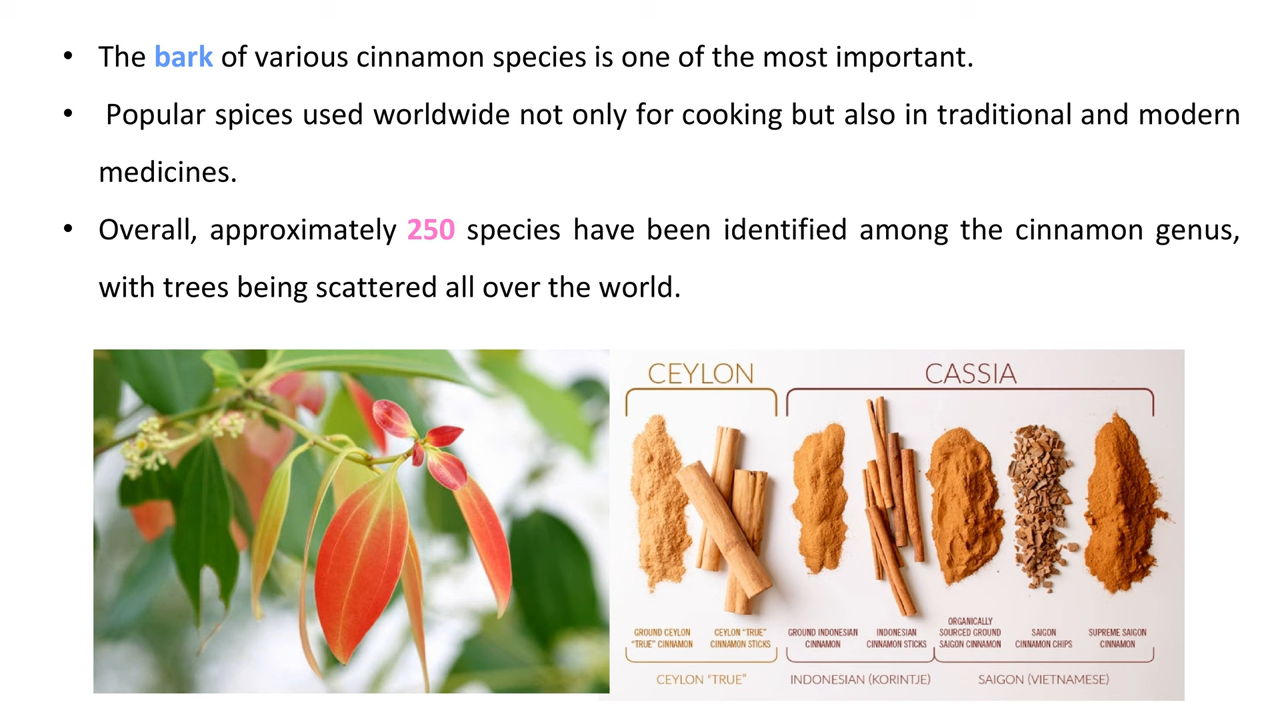 • The bark of various cinnamon species is one of the most important.
• Popular spices used worldwide not only for cooking but also in traditional and modern
medicines.
• Overall, approximately 250 species have been identified among the cinnamon genus,
with trees being scattered all over the world.
CEYLON
CASSIA
GROUND CEYLON
"TRUE" CINNAMON
CEYLON "TRUE"
CINNAMON STICKS
GROUND INDONESIAN
CINNAMON
INDONESIAN
CINNAMON STICKS
ORGANICALLY
SOURCED GROUND
SAIGON CINNAMON
SAIGON
CINNAMON CHIPS
SUPREME SAIGON
CINNAMON
CEYLON "TRUE"
INDONESIAN (KORINTJE)
SAIGON (VIETNAMESE)